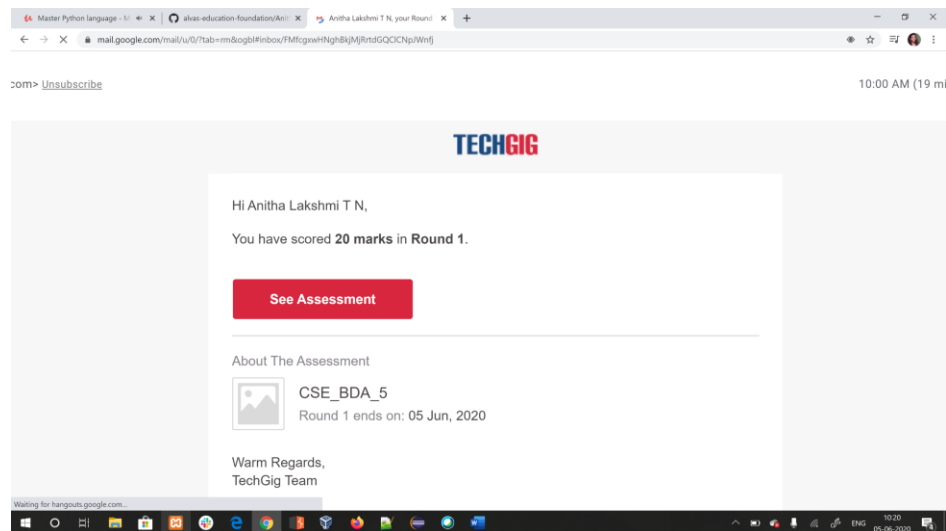 Master Python language - M
alvas-education-foundation/Anit
Anitha Lakshmi T N, your Round
mail.google.com/mail/u/0/?tab=rm&ogbl#inbox/
com> Unsubscribe
10:00 AM (19 mi
TECHGIG
Hi Anitha Lakshmi T N,
You have scored 20 marks in Round 1.
See Assessment
About The Assessment
CSE_BDA_5
Round 1 ends on: 05 Jun, 2020
Warm Regards,
TechGig Team
Waiting for hangouts.google.com...
ENG
10:20
05-06-2020